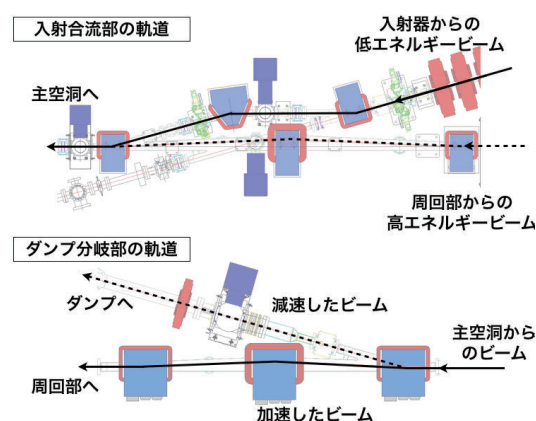 入射合流部の軌道
入射器からの
低エネルギービーム
主空洞へ
周回部からの
高エネルギービーム
ダンプ分岐部の軌道
ダンプへ
減速したビーム
主空洞から
のビーム
周回部へ
加速したビーム